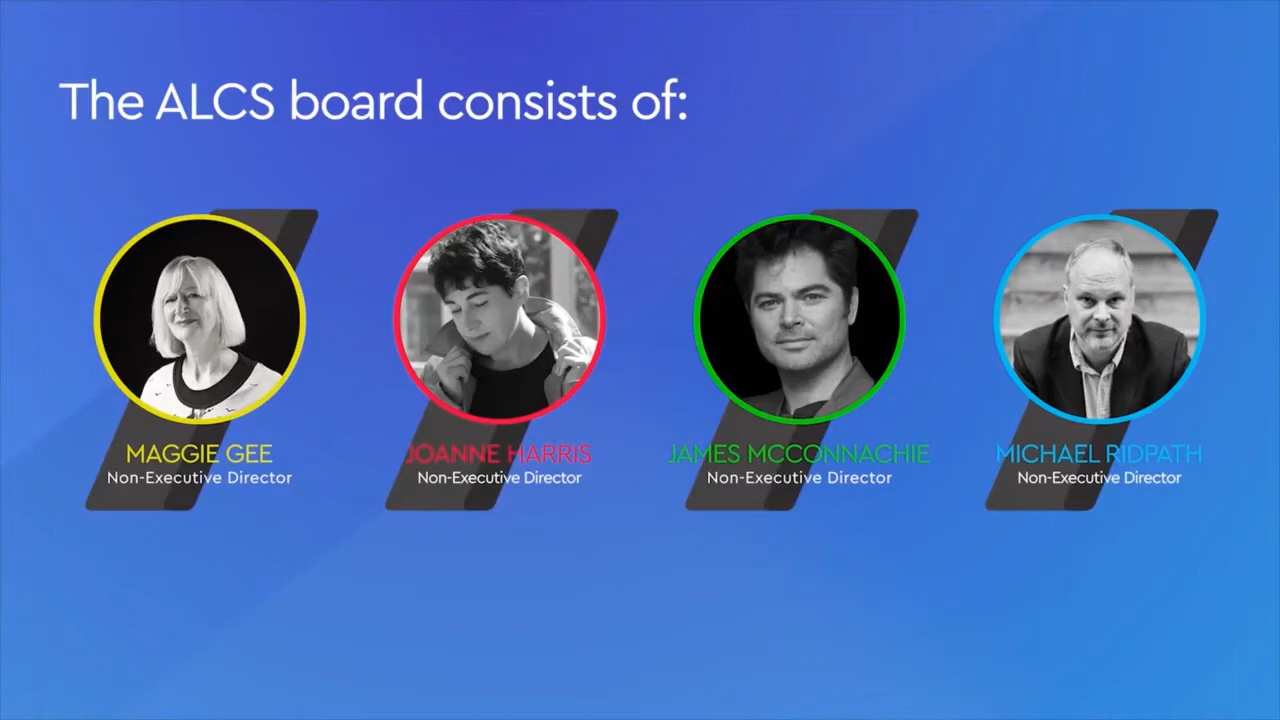 The ALCS board consists of:
MAGGIE GEE
Non-Executive Director
JOANNE HARRIS
Non-Executive Director
JAMES MCCONNACHIE
Non-Executive Director
MICHAEL RIDPATH
Non-Executive Director